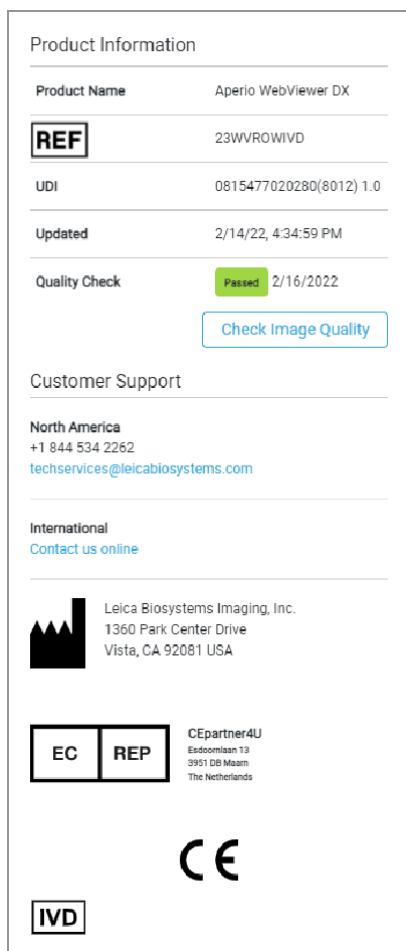 Product Information
Product Name Aperio WebViewer DX
REF 23WVROWIVD
UDI 0815477020280(8012) 1.0
Updated 2/14/22, 4:34:59 PM
Quality Check Passed 2/16/2022
Check Image Quality
Customer Support
North America
+1 844 534 2262
techservices@leicabiosystems.com
International
Contact us online
Leica Biosystems Imaging, Inc.
1360 Park Center Drive
Vista, CA 92081 USA
EC REP
CEpartner4U
Esdoornlaan 13
3951 DB Maarn
The Netherlands
CE
IVD